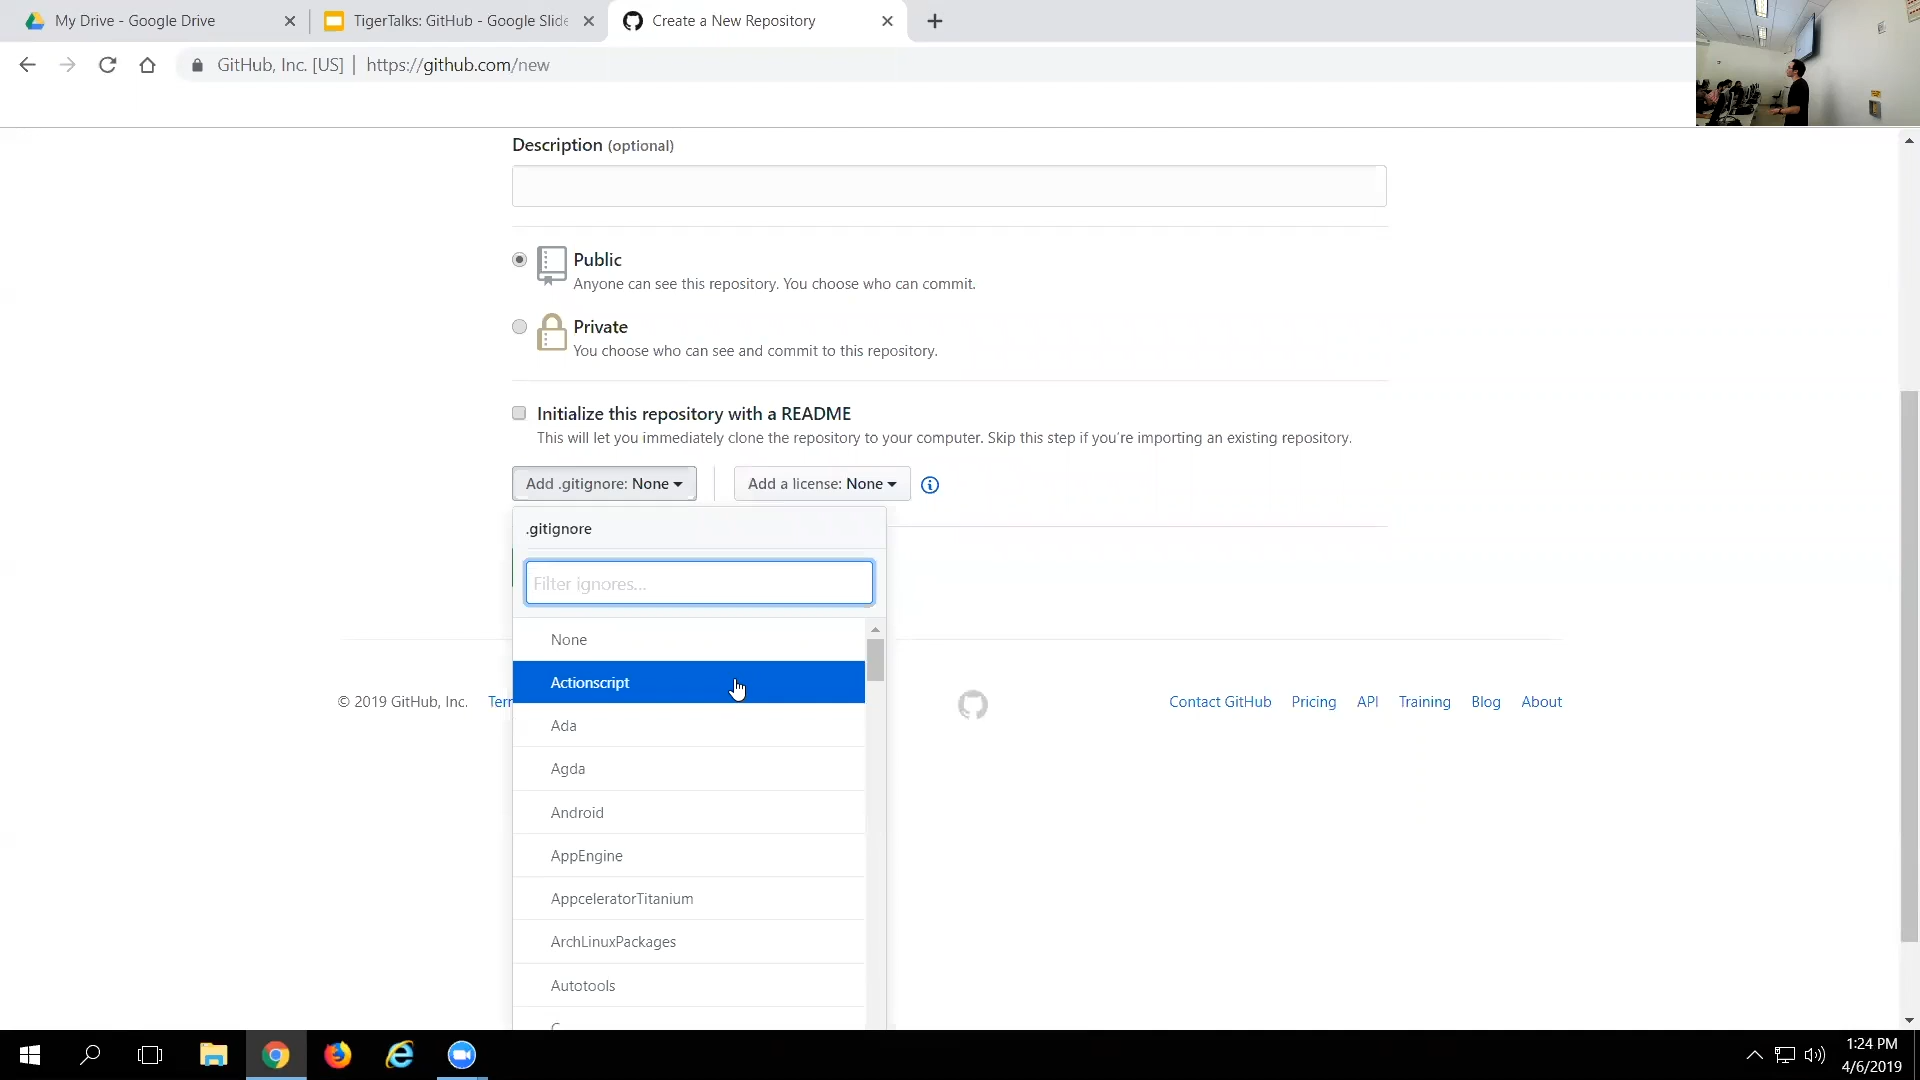 My Drive - Google Drive
TigerTalks: GitHub - Google Slide
Create a New Repository
GitHub, Inc. [US] | https://github.com/new
Description (optional)
Public
Anyone can see this repository. You choose who can commit.
Private
You choose who can see and commit to this repository.
Initialize this repository with a README
This will let you immediately clone the repository to your computer. Skip this step if you're importing an existing repository.
Add .gitignore: None
Add a license: None
.gitignore
Filter ignores...
None
Actionscript
Ada
Agda
Android
AppEngine
AppceleratorTitanium
ArchLinuxPackages
Autotools
© 2019 GitHub, Inc.
Contact GitHub
Pricing
API
Training
Blog
About
1:24 PM
4/6/2019